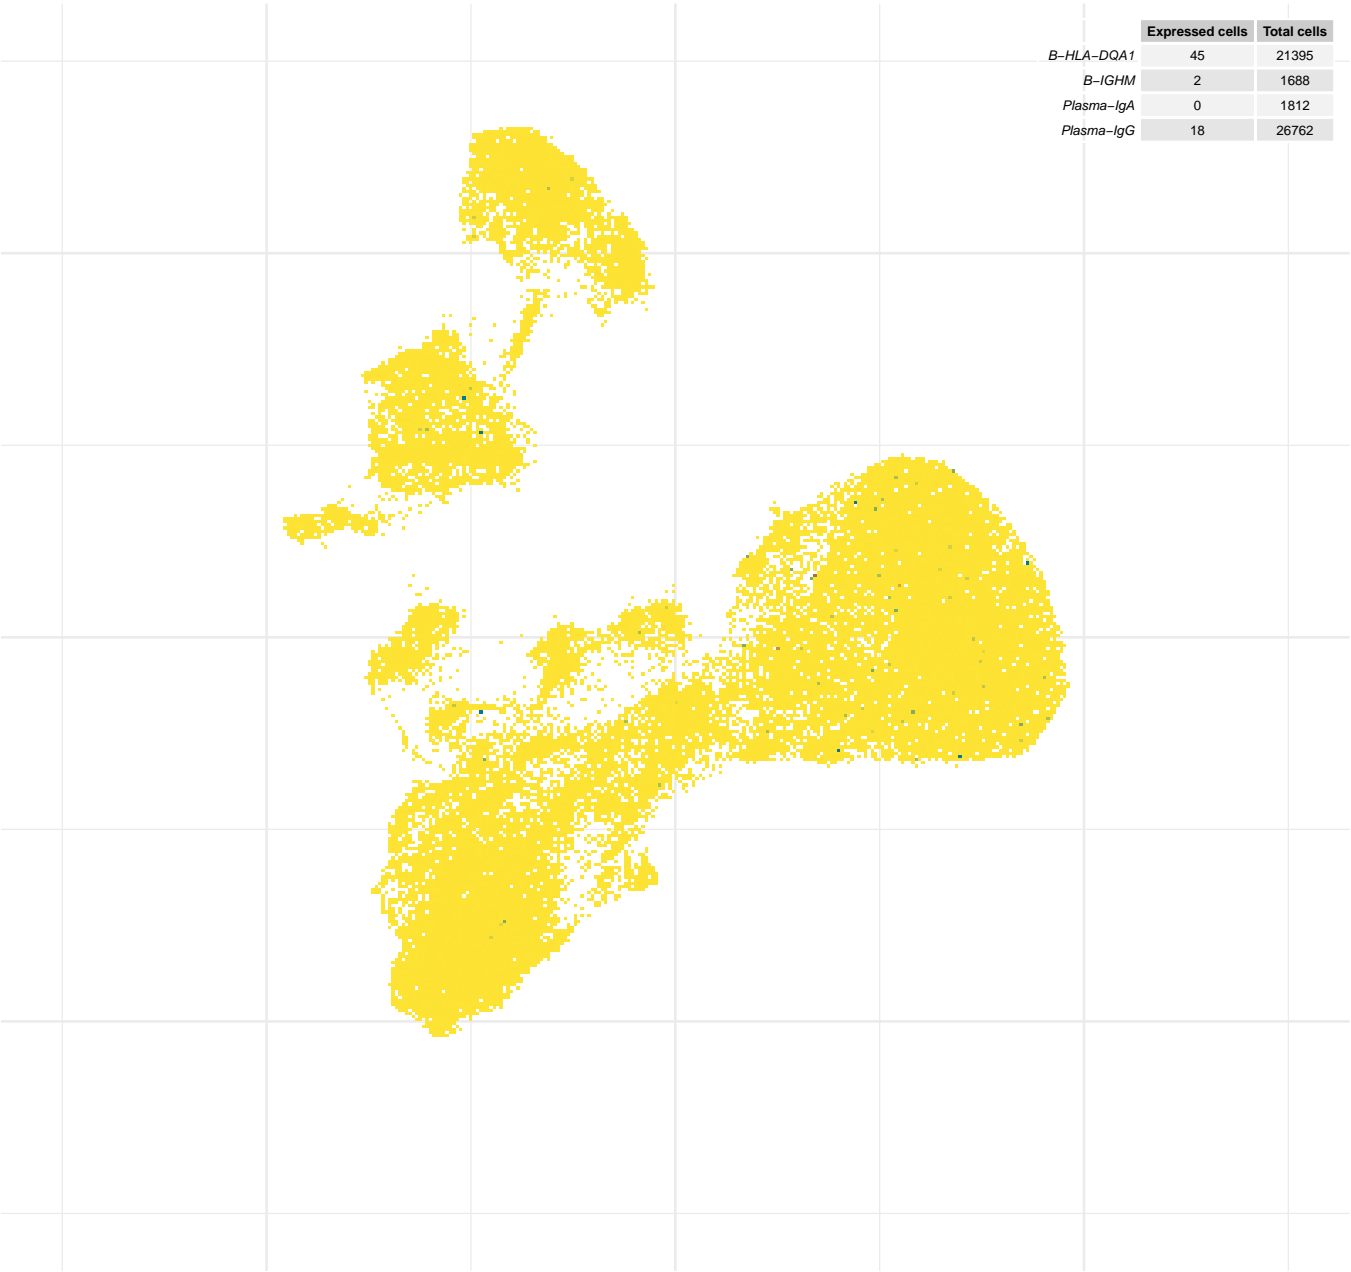 Expressed cells Total cells
B−HLA−DQA1 45 21395
B−IGHM 2 1688
Plasma−IgA 0 1812
Plasma−IgG 18 26762